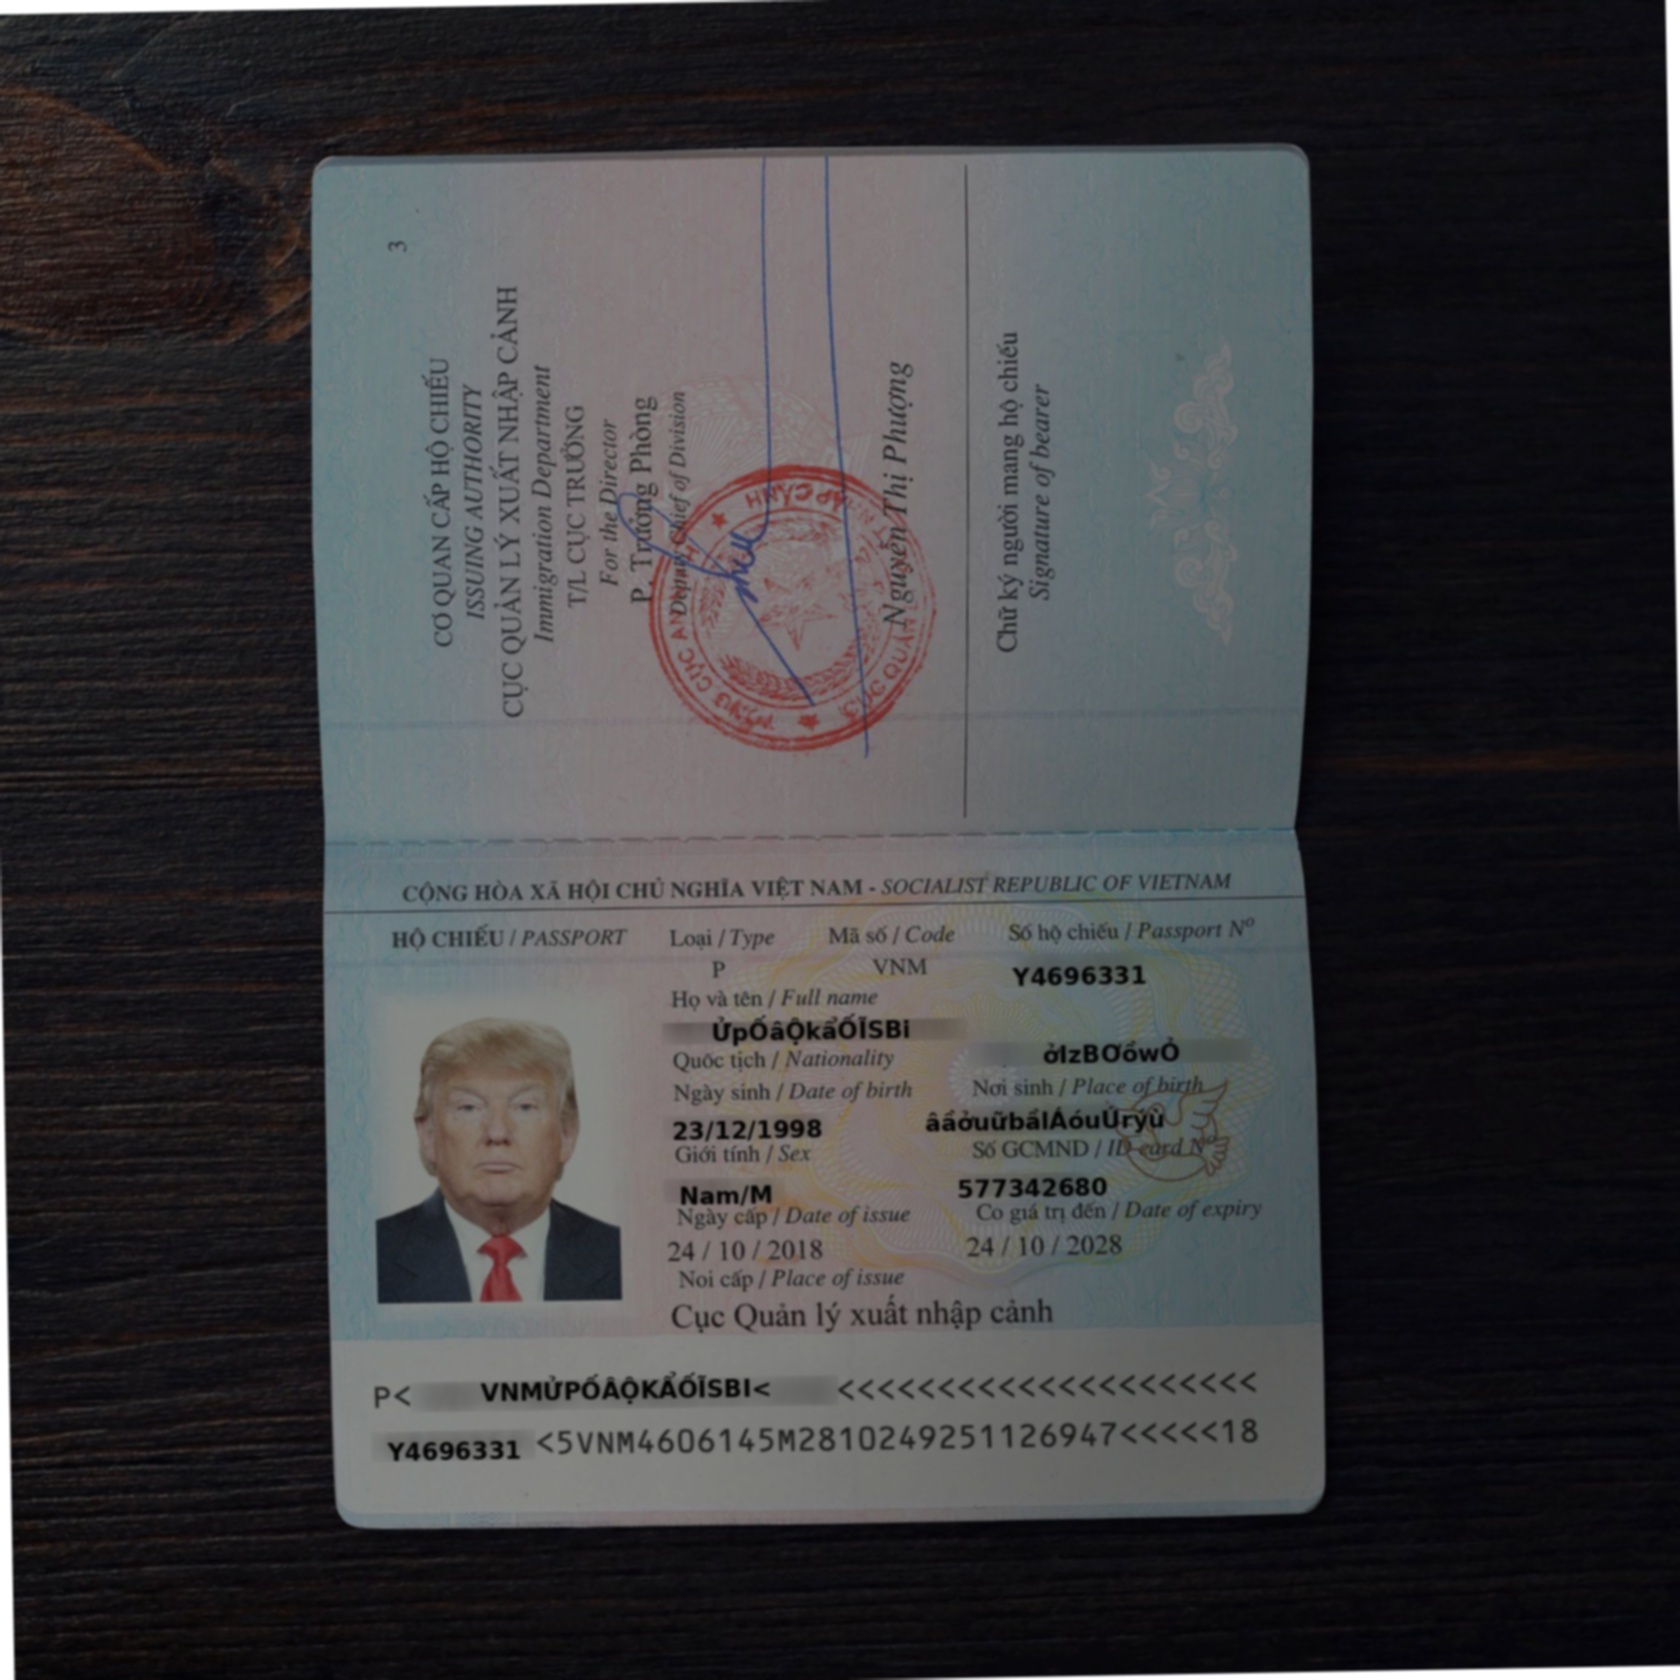 3
CƠ QUAN CẤP HỘ CHIẾU
ISSUING AUTHORITY
CỤC QUẢN LÝ XUẤT NHẬP CẢNH
Immigration Department
T/L CỤC TRƯỞNG
For the Director
P. Trưởng Phòng
Deputy Chief of Division
Nguyễn Thị Phượng
Chữ ký người mang hộ chiếu
Signature of bearer
CỘNG HÒA XÃ HỘI CHỦ NGHĨA VIỆT NAM - SOCIALIST REPUBLIC OF VIETNAM
HỘ CHIẾU / PASSPORT Loại / Type Mã số / Code Số hộ chiếu / Passport Nº
P VNM Y4696331
Họ và tên / Full name
Quốc tịch / Nationality
Ngày sinh / Date of birth Nơi sinh / Place of birth
23/12/1998
Giới tính / Sex Số GCMND / ID card Nº
Nam/M 577342680
Ngày cấp / Date of issue Co giá trị đến / Date of expiry
24 / 10 / 2018 24 / 10 / 2028
Noi cấp / Place of issue
Cục Quản lý xuất nhập cảnh
P< VNMỬPỐÂỘKẨỐĨSBI< <<<<<<<<<<<<<<<<<<<<<
Y4696331 <5VNM4606145M2810249251126947<<<<<18